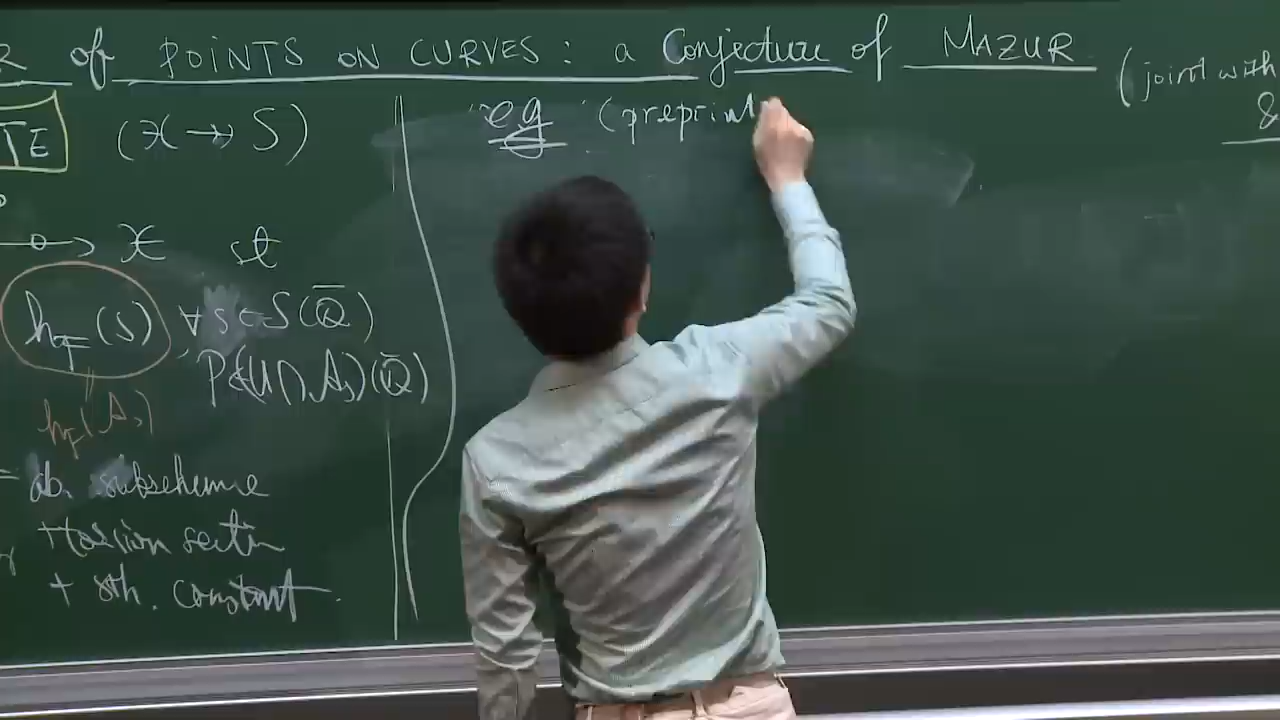 R of POINTS ON CURVES : a Conjecture of MAZUR (joint with
&
TE (X → S)
→ X st
h_F(s) ∀ s ∈ S(Q̄)
P ∈ (U ∩ A_s)(Q̄)
h_F(A_s)
= ab. subscheme
+ torsion section
+ sth. constant.
eg (preprint